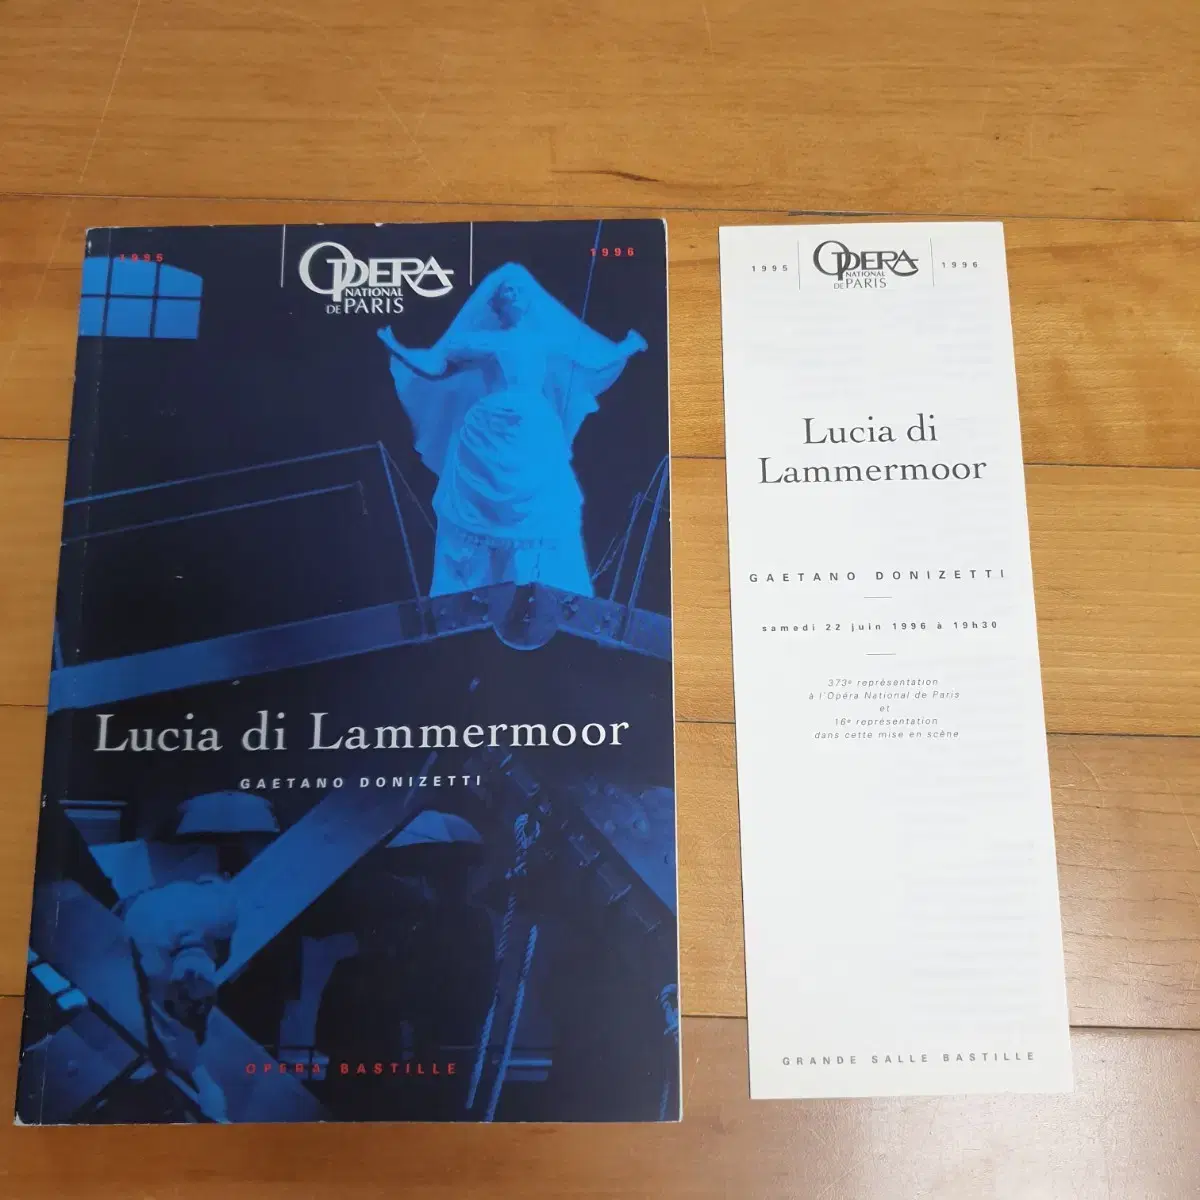 1995
OPERA
NATIONAL
DE PARIS
1996
Lucia di Lammermoor
GAETANO DONIZETTI
OPERA BASTILLE
1995
OPERA
NATIONAL
DE PARIS
1996
Lucia di
Lammermoor
GAETANO DONIZETTI
samedi 22 juin 1996 à 19h30
373e représentation
à l'Opéra National de Paris
et
16e représentation
dans cette mise en scène
GRANDE SALLE BASTILLE